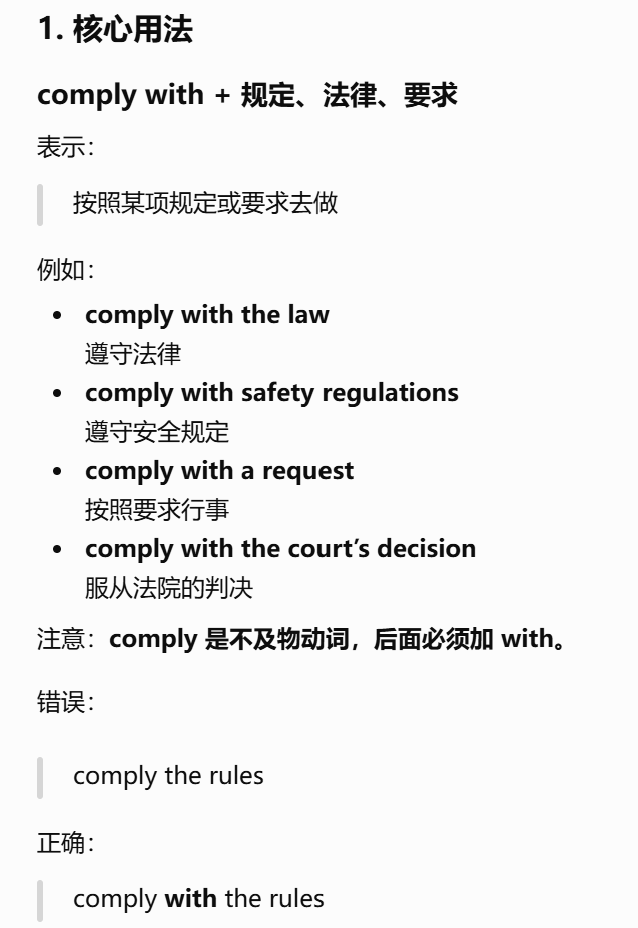 1. 核心用法
comply with + 规定、法律、要求
表示：
按照某项规定或要求去做
例如：
• comply with the law
遵守法律
• comply with safety regulations
遵守安全规定
• comply with a request
按照要求行事
• comply with the court’s decision
服从法院的判决
注意：comply 是不及物动词，后面必须加 with。
错误：
comply the rules
正确：
comply with the rules